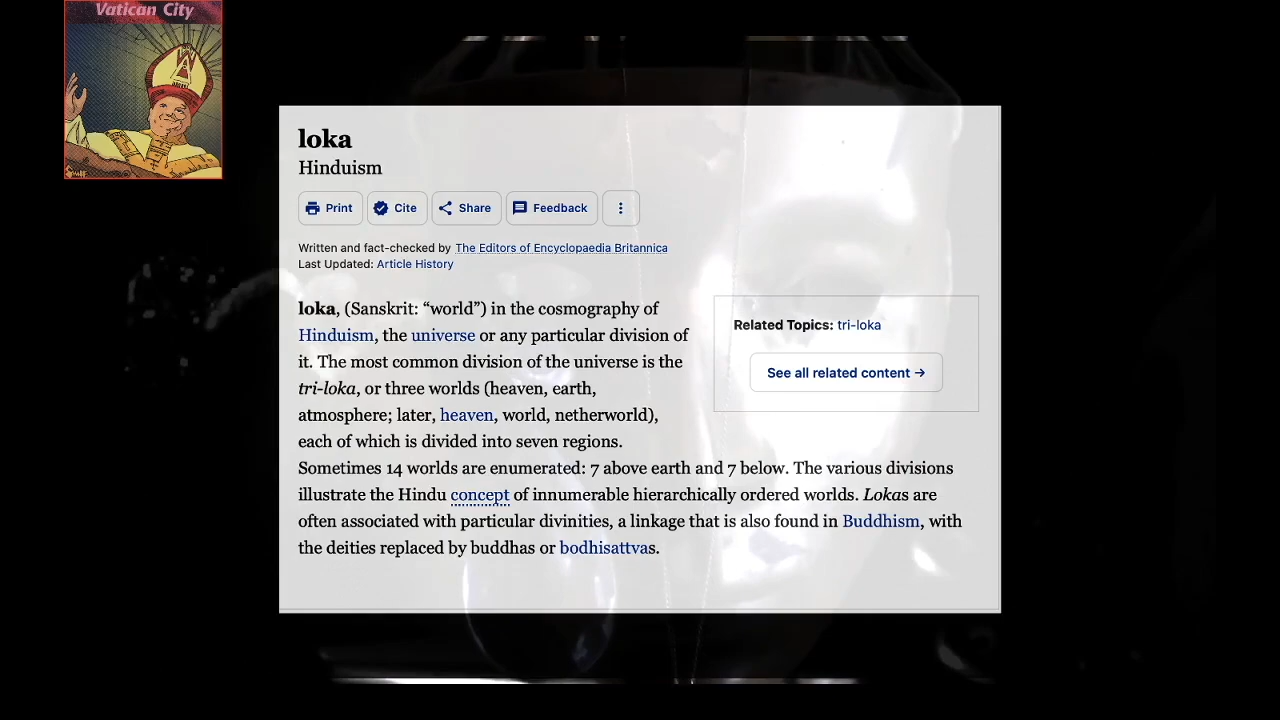 Vatican City
loka
Hinduism
Print
Cite
Share
Feedback
Written and fact-checked by The Editors of Encyclopaedia Britannica
Last Updated: Article History
loka, (Sanskrit: “world”) in the cosmography of
Hinduism, the universe or any particular division of
it. The most common division of the universe is the
tri-loka, or three worlds (heaven, earth,
atmosphere; later, heaven, world, netherworld),
each of which is divided into seven regions.
Sometimes 14 worlds are enumerated: 7 above earth and 7 below. The various divisions
illustrate the Hindu concept of innumerable hierarchically ordered worlds. Lokas are
often associated with particular divinities, a linkage that is also found in Buddhism, with
the deities replaced by buddhas or bodhisattvas.
Related Topics: tri-loka
See all related content →